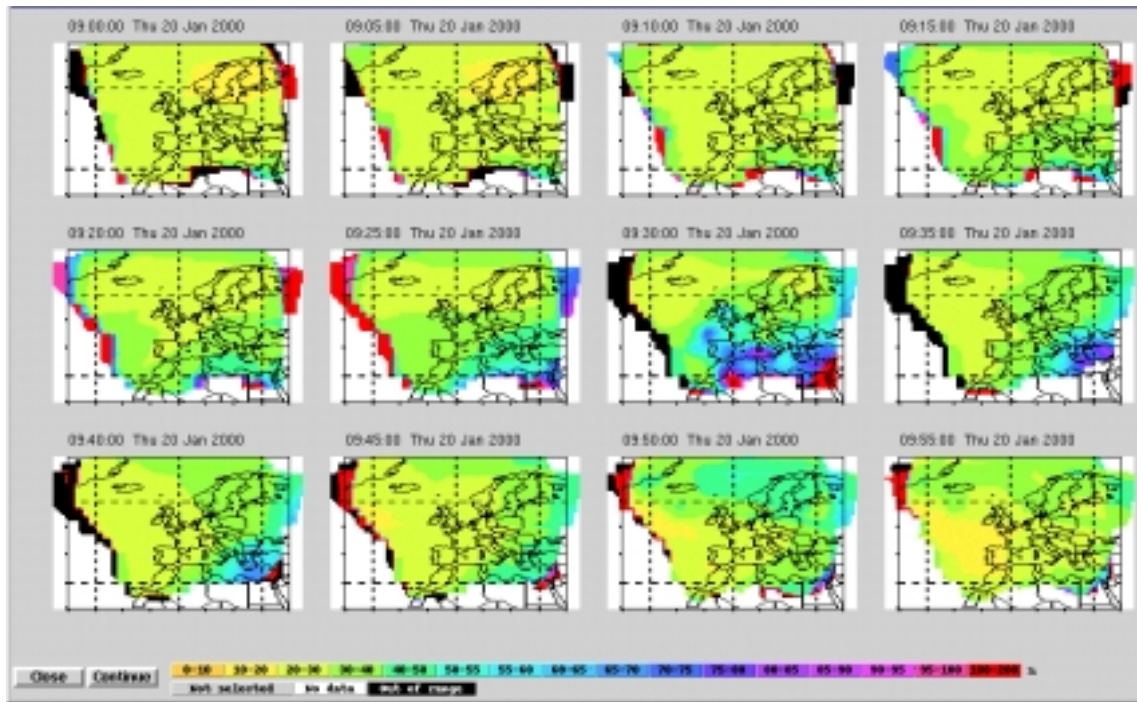 09:00:00 Thu 20 Jan 2000
09:05:00 Thu 20 Jan 2000
09:10:00 Thu 20 Jan 2000
09:15:00 Thu 20 Jan 2000
09:20:00 Thu 20 Jan 2000
09:25:00 Thu 20 Jan 2000
09:30:00 Thu 20 Jan 2000
09:35:00 Thu 20 Jan 2000
09:40:00 Thu 20 Jan 2000
09:45:00 Thu 20 Jan 2000
09:50:00 Thu 20 Jan 2000
09:55:00 Thu 20 Jan 2000
Close Continue 0-10 10-20 20-30 30-40 40-50 50-55 55-60 60-65 65-70 70-75 75-80 80-85 85-90 90-95 95-100 100-200 %
Not selected No data Out of range